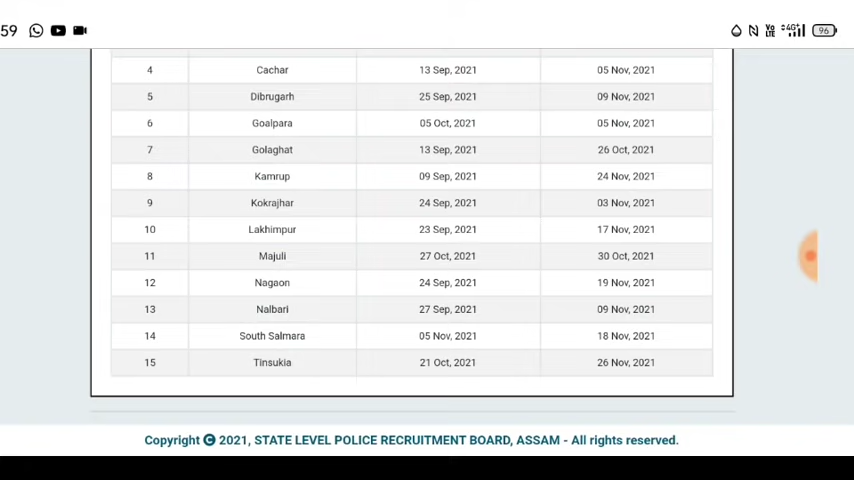 59 96
4 Cachar 13 Sep, 2021 05 Nov, 2021
5 Dibrugarh 25 Sep, 2021 09 Nov, 2021
6 Goalpara 05 Oct, 2021 05 Nov, 2021
7 Golaghat 13 Sep, 2021 26 Oct, 2021
8 Kamrup 09 Sep, 2021 24 Nov, 2021
9 Kokrajhar 24 Sep, 2021 03 Nov, 2021
10 Lakhimpur 23 Sep, 2021 17 Nov, 2021
11 Majuli 27 Oct, 2021 30 Oct, 2021
12 Nagaon 24 Sep, 2021 19 Nov, 2021
13 Nalbari 27 Sep, 2021 09 Nov, 2021
14 South Salmara 05 Nov, 2021 18 Nov, 2021
15 Tinsukia 21 Oct, 2021 26 Nov, 2021
Copyright © 2021, STATE LEVEL POLICE RECRUITMENT BOARD, ASSAM - All rights reserved.